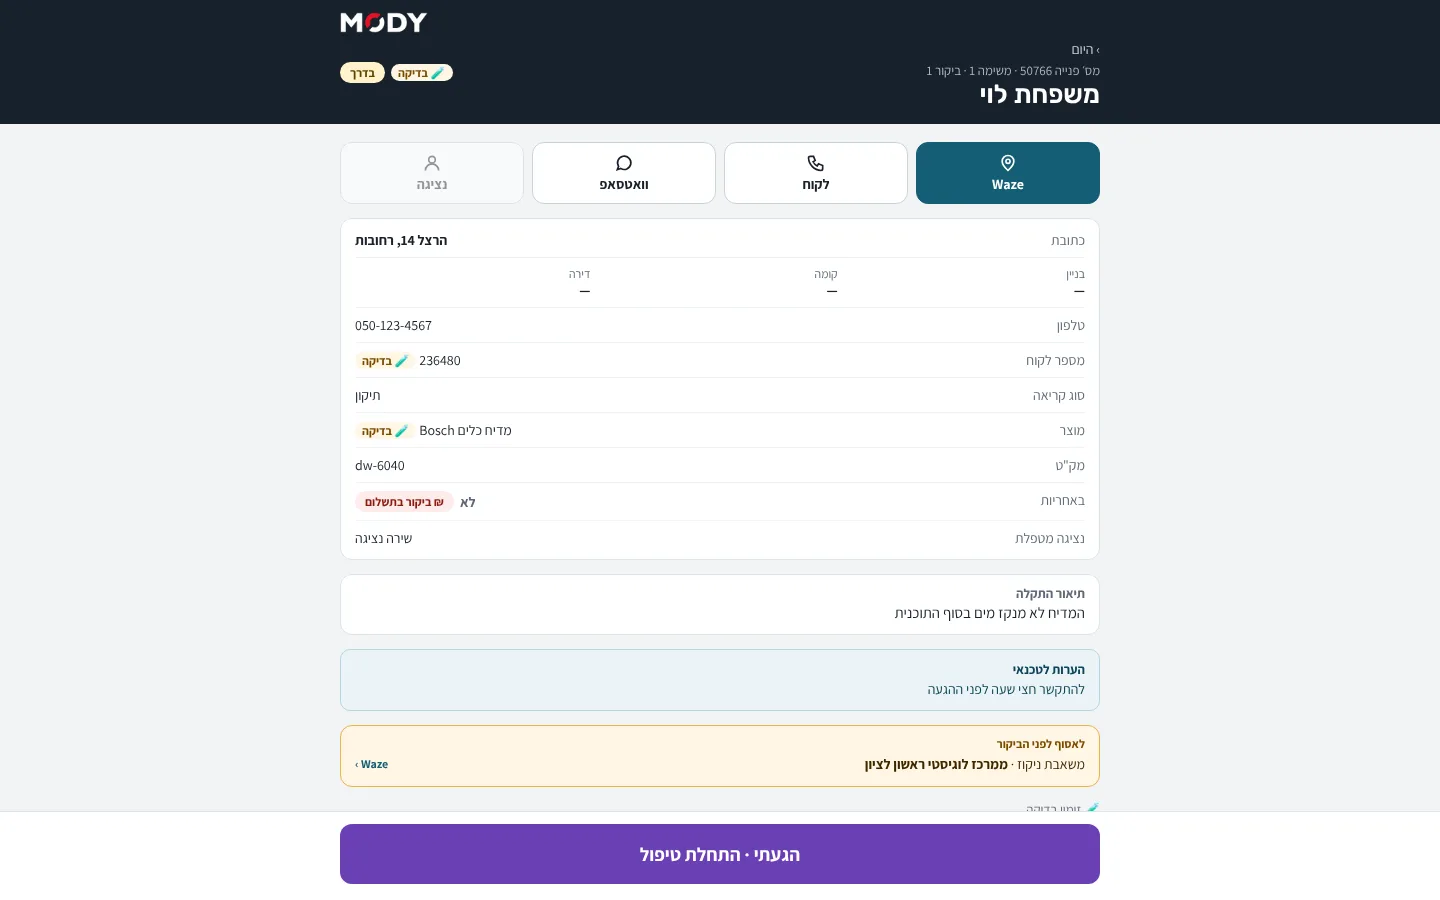 MODY
‹ היום
מס׳ פנייה 50766 · משימה 1 · ביקור 1
🧪 בדיקה
בדרך
משפחת לוי
Waze
לקוח
וואטסאפ
נציגה
כתובת
הרצל 14, רחובות
בניין
—
קומה
—
דירה
—
טלפון
050-123-4567
מספר לקוח
236480 🧪 בדיקה
סוג קריאה
תיקון
מוצר
מדיח כלים Bosch 🧪 בדיקה
מק"ט
dw-6040
באחריות
לא ₪ ביקור בתשלום
נציגה מטפלת
שירה נציגה
תיאור התקלה
המדיח לא מנקז מים בסוף התוכנית
הערות לטכנאי
להתקשר חצי שעה לפני ההגעה
לאסוף לפני הביקור
משאבת ניקוז · ממרכז לוגיסטי ראשון לציון
Waze ›
🧪 זימון בדיקה
הגעתי · התחלת טיפול